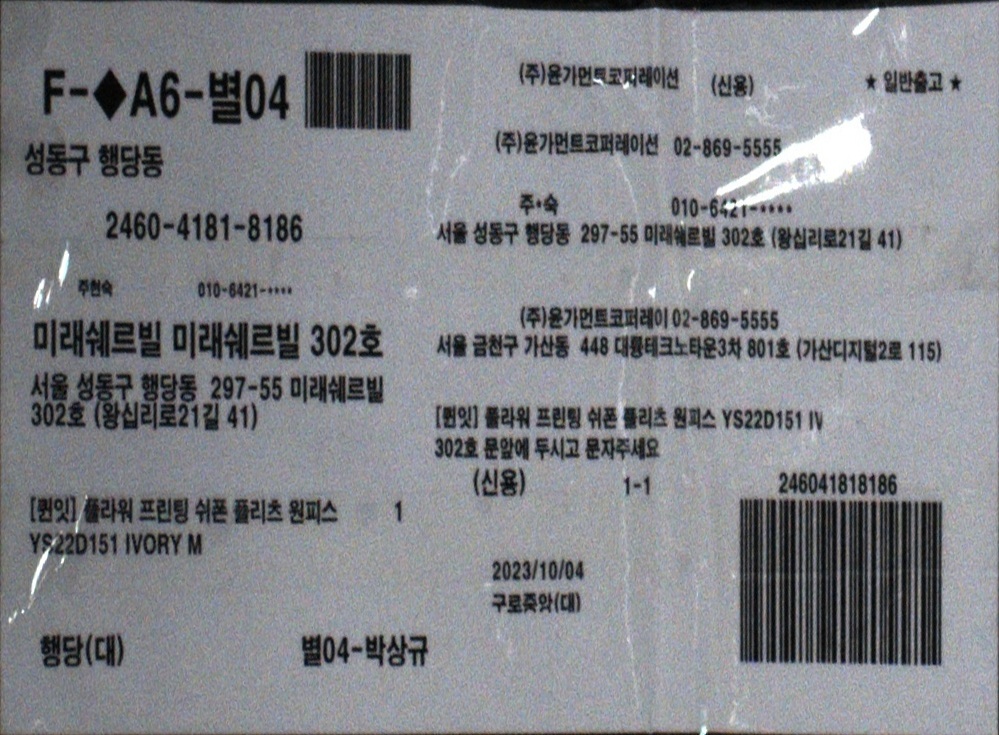 F-◆A6-별04
성동구 행당동
2460-4181-8186
주현숙 010-6421-····
미래쉐르빌 미래쉐르빌 302호
서울 성동구 행당동 297-55 미래쉐르빌
302호 (왕십리로21길 41)
[퀸잇] 플라워 프린팅 쉬폰 플리츠 원피스 1
YS22D151 IVORY M
행당(대) 별04-박상규
(주)윤가먼트코퍼레이션 (신용) ★ 일반출고 ★
(주)윤가먼트코퍼레이션 02-869-5555
주*숙 010-6421-····
서울 성동구 행당동 297-55 미래쉐르빌 302호 (왕십리로21길 41)
(주)윤가먼트코퍼레이 02-869-5555
서울 금천구 가산동 448 대륭테크노타운3차 801호 (가산디지털2로 115)
[퀸잇] 플라워 프린팅 쉬폰 플리츠 원피스 YS22D151 IV
302호 문앞에 두시고 문자주세요
(신용) 1-1
246041818186
2023/10/04
구로중앙(대)